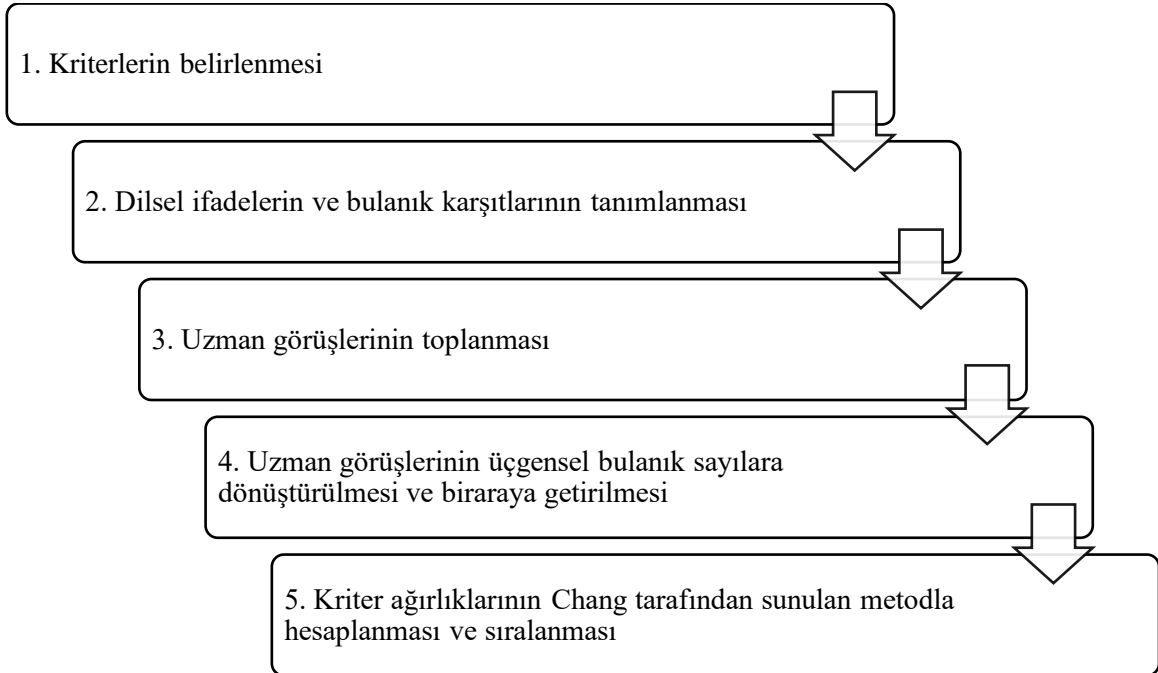 1. Kriterlerin belirlenmesi
2. Dilsel ifadelerin ve bulanık karşıtlarının tanımlanması
3. Uzman görüşlerinin toplanması
4. Uzman görüşlerinin üçgensel bulanık sayılara
dönüştürülmesi ve biraraya getirilmesi
5. Kriter ağırlıklarının Chang tarafından sunulan metodla
hesaplanması ve sıralanması